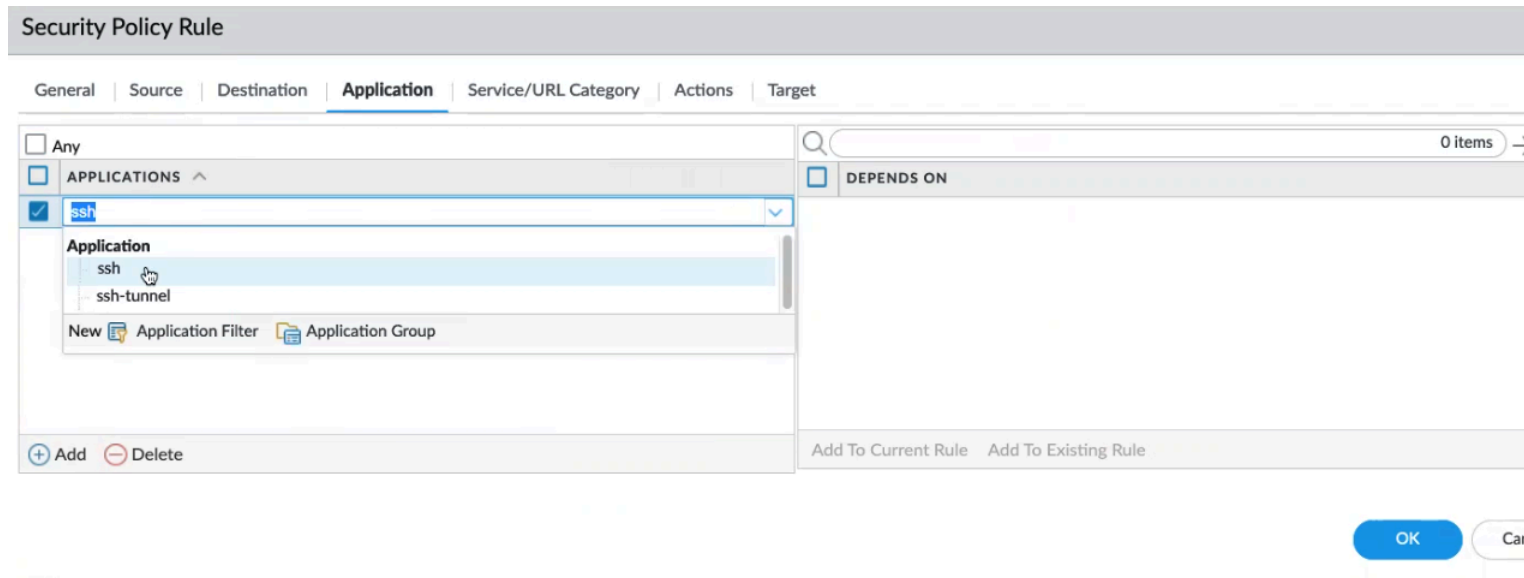 Security Policy Rule
General Source Destination Application Service/URL Category Actions Target
Any
0 items
APPLICATIONS
DEPENDS ON
ssh
Application
ssh
ssh-tunnel
New Application Filter Application Group
Add Delete
Add To Current Rule Add To Existing Rule
OK